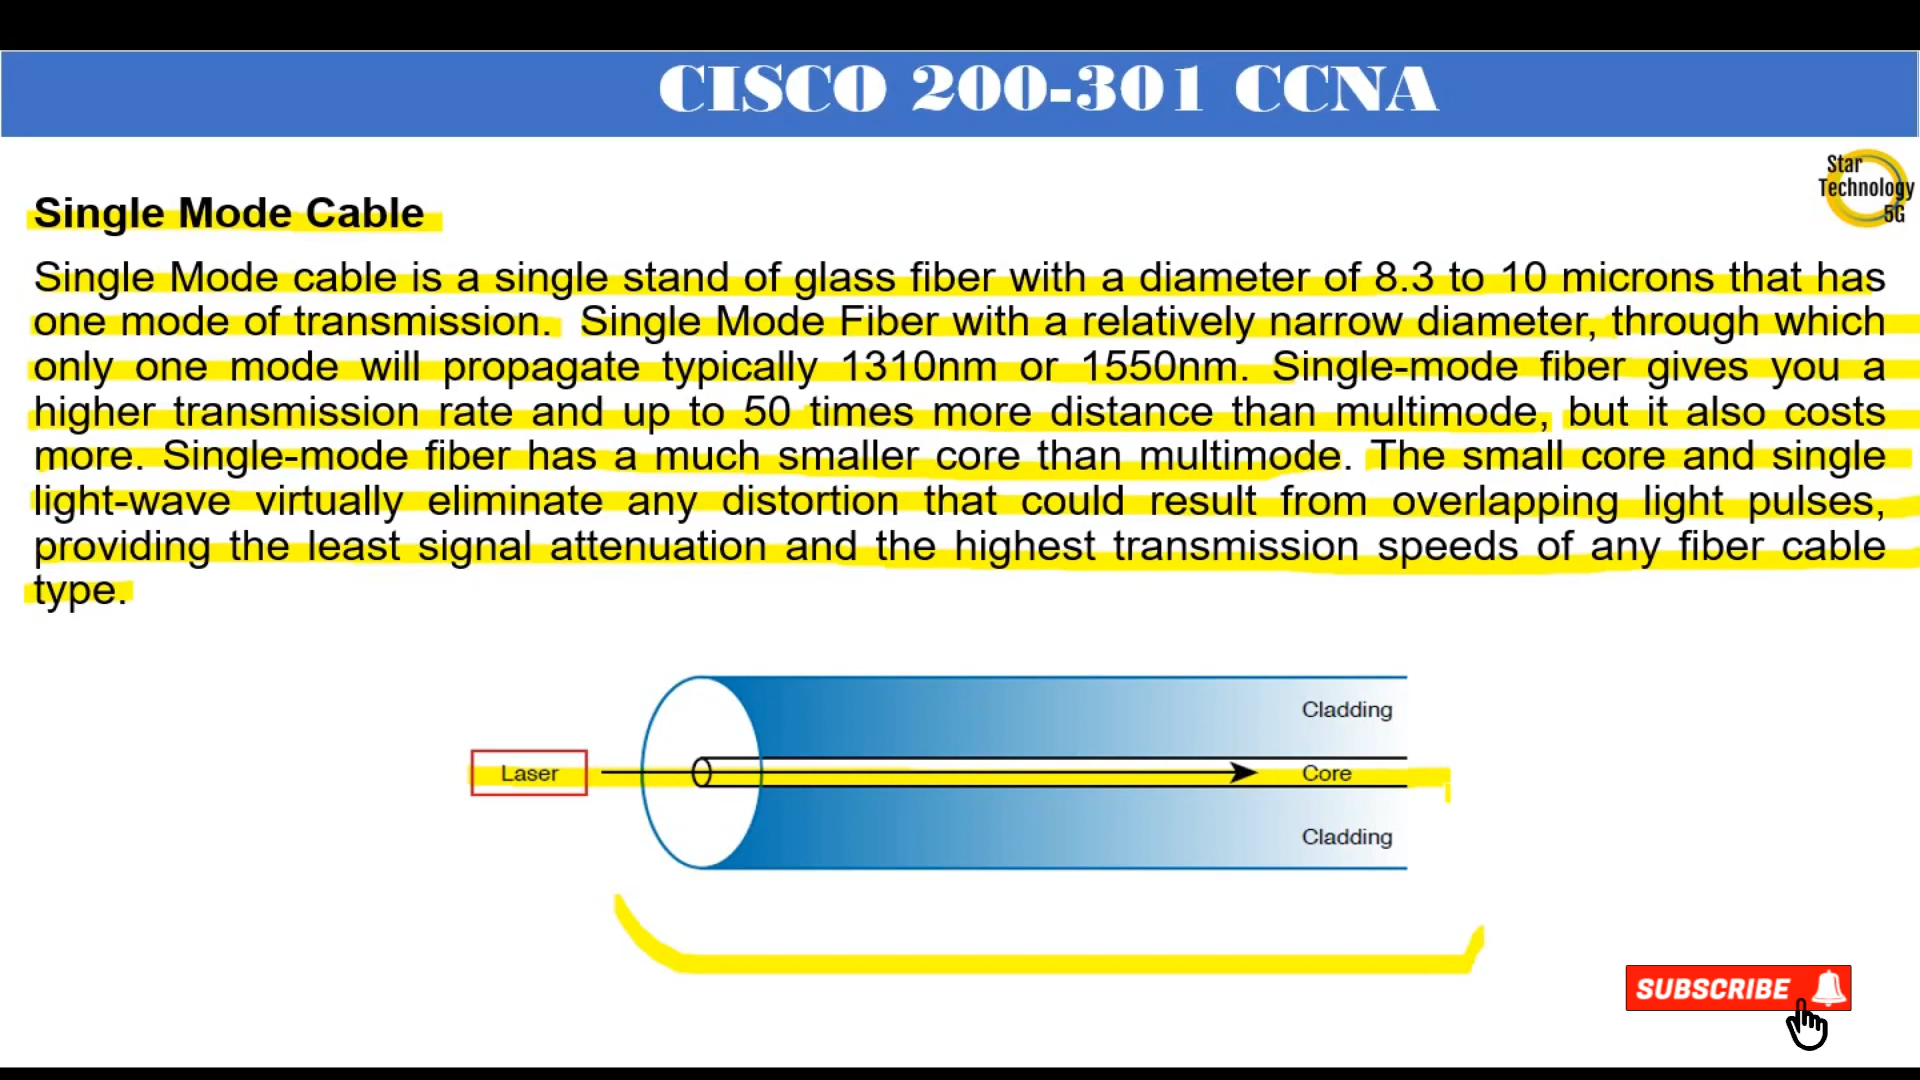 CISCO 200-301 CCNA
Star
Technology
5G
Single Mode Cable
Single Mode cable is a single stand of glass fiber with a diameter of 8.3 to 10 microns that has
one mode of transmission. Single Mode Fiber with a relatively narrow diameter, through which
only one mode will propagate typically 1310nm or 1550nm. Single-mode fiber gives you a
higher transmission rate and up to 50 times more distance than multimode, but it also costs
more. Single-mode fiber has a much smaller core than multimode. The small core and single
light-wave virtually eliminate any distortion that could result from overlapping light pulses,
providing the least signal attenuation and the highest transmission speeds of any fiber cable
type.
Cladding
Laser
Core
Cladding
SUBSCRIBE